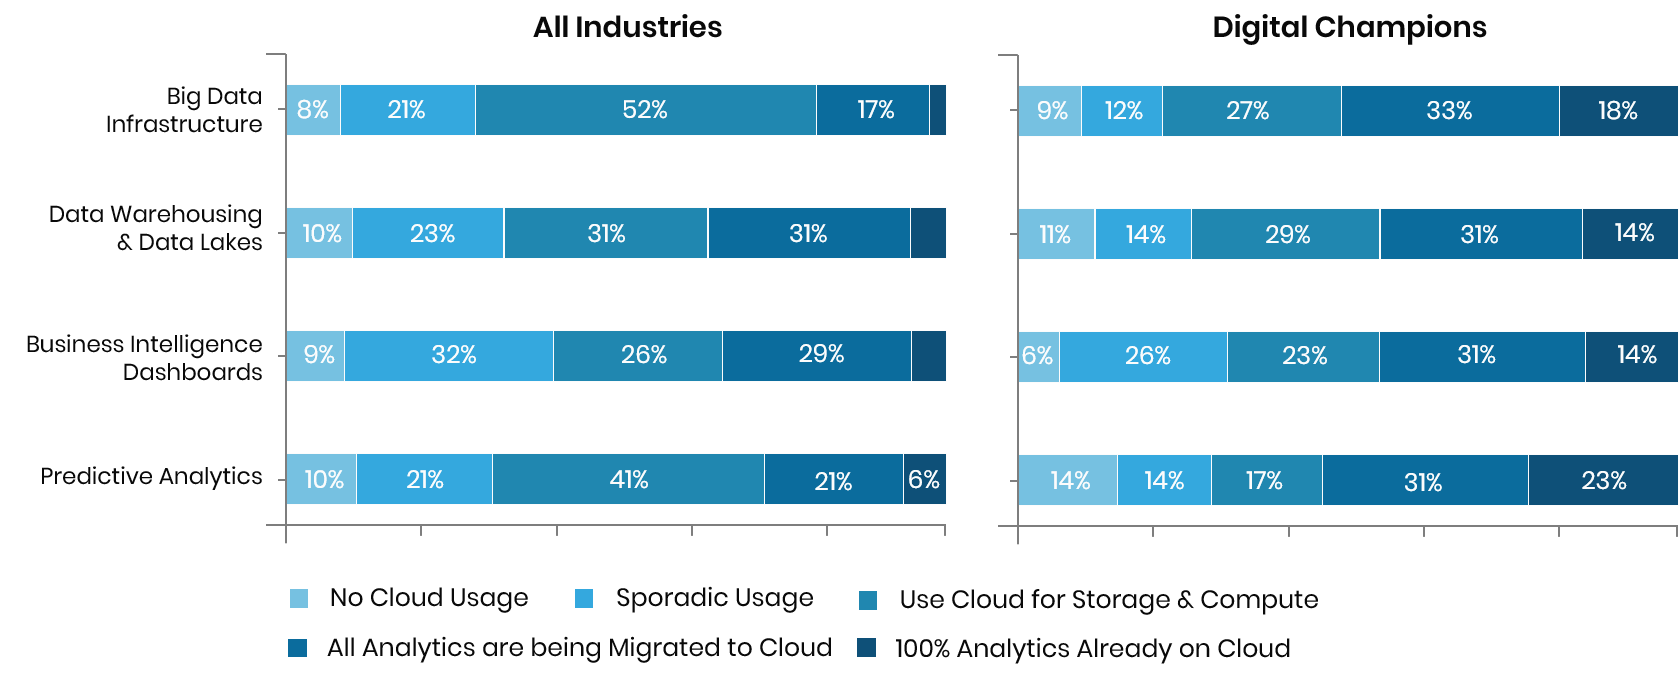 All Industries
Digital Champions
Big Data
Infrastructure
8% 21% 52% 17%
9% 12% 27% 33% 18%
Data Warehousing
& Data Lakes
10% 23% 31% 31%
11% 14% 29% 31% 14%
Business Intelligence
Dashboards
9% 32% 26% 29%
6% 26% 23% 31% 14%
Predictive Analytics
10% 21% 41% 21% 6%
14% 14% 17% 31% 23%
No Cloud Usage
Sporadic Usage
Use Cloud for Storage & Compute
All Analytics are being Migrated to Cloud
100% Analytics Already on Cloud